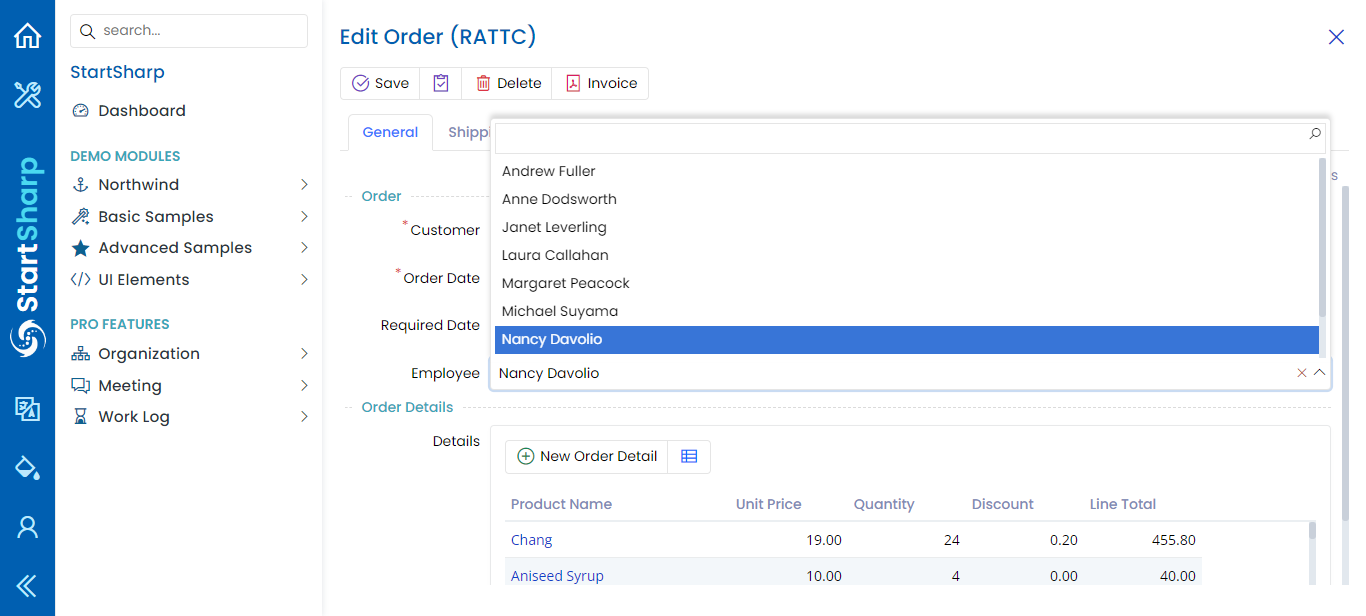 StartSharp
search...
StartSharp
Dashboard
DEMO MODULES
Northwind
Basic Samples
Advanced Samples
UI Elements
PRO FEATURES
Organization
Meeting
Work Log
Edit Order (RATTC)
Save
Delete
Invoice
General
Shippi
s
Andrew Fuller
Anne Dodsworth
Janet Leverling
Laura Callahan
Margaret Peacock
Michael Suyama
Nancy Davolio
Order
* Customer
* Order Date
Required Date
Employee Nancy Davolio
Order Details
Details
New Order Detail
Product Name Unit Price Quantity Discount Line Total
Chang 19.00 24 0.20 455.80
Aniseed Syrup 10.00 4 0.00 40.00